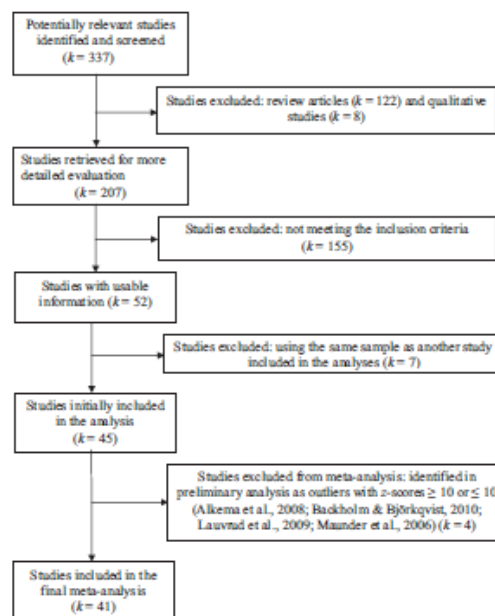 Potentially relevant studies
identified and screened
(k = 337)
Studies excluded: review articles (k = 122) and qualitative
studies (k = 8)
Studies retrieved for more
detailed evaluation
(k = 207)
Studies excluded: not meeting the inclusion criteria
(k = 155)
Studies with usable
information (k = 52)
Studies excluded: using the same sample as another study
included in the analyses (k = 7)
Studies initially included
in the analysis
(k = 45)
Studies excluded from meta-analysis: identified in
preliminary analysis as outliers with z-scores ≥ 10 or ≤ 10
(Alkema et al., 2008; Backholm & Björkqvist, 2010;
Lauvrud et al., 2009; Maunder et al., 2006) (k = 4)
Studies included in the
final meta-analysis
(k = 41)